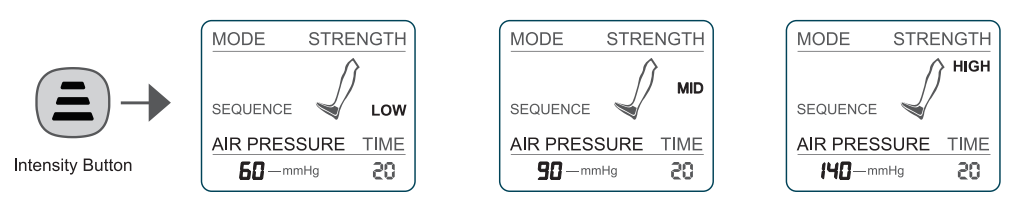 MODE STRENGTH
SEQUENCE LOW
AIR PRESSURE TIME
60—mmHg 20
MODE STRENGTH
MID
SEQUENCE
AIR PRESSURE TIME
90—mmHg 20
MODE STRENGTH
HIGH
SEQUENCE
AIR PRESSURE TIME
140—mmHg 20
Intensity Button